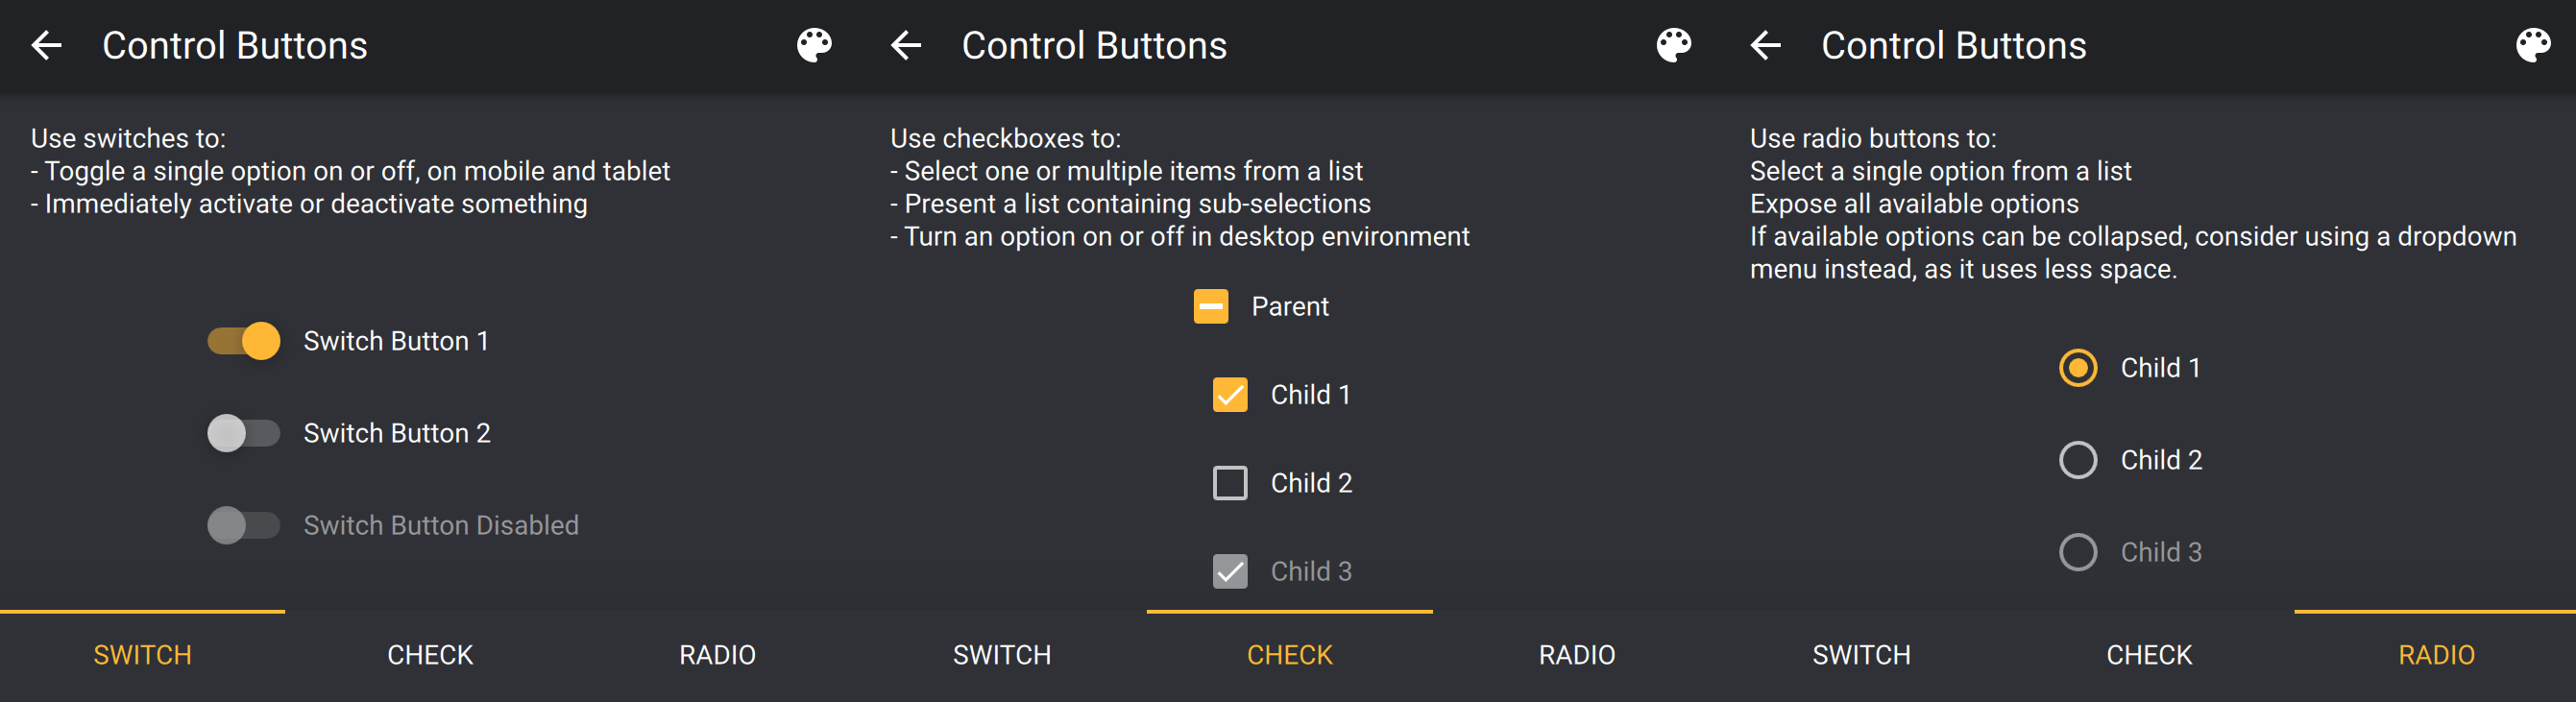 Control Buttons
Use switches to:
- Toggle a single option on or off, on mobile and tablet
- Immediately activate or deactivate something
Switch Button 1
Switch Button 2
Switch Button Disabled
SWITCH
CHECK
RADIO
Control Buttons
Use checkboxes to:
- Select one or multiple items from a list
- Present a list containing sub-selections
- Turn an option on or off in desktop environment
Parent
Child 1
Child 2
Child 3
SWITCH
CHECK
RADIO
Control Buttons
Use radio buttons to:
Select a single option from a list
Expose all available options
If available options can be collapsed, consider using a dropdown
menu instead, as it uses less space.
Child 1
Child 2
Child 3
SWITCH
CHECK
RADIO